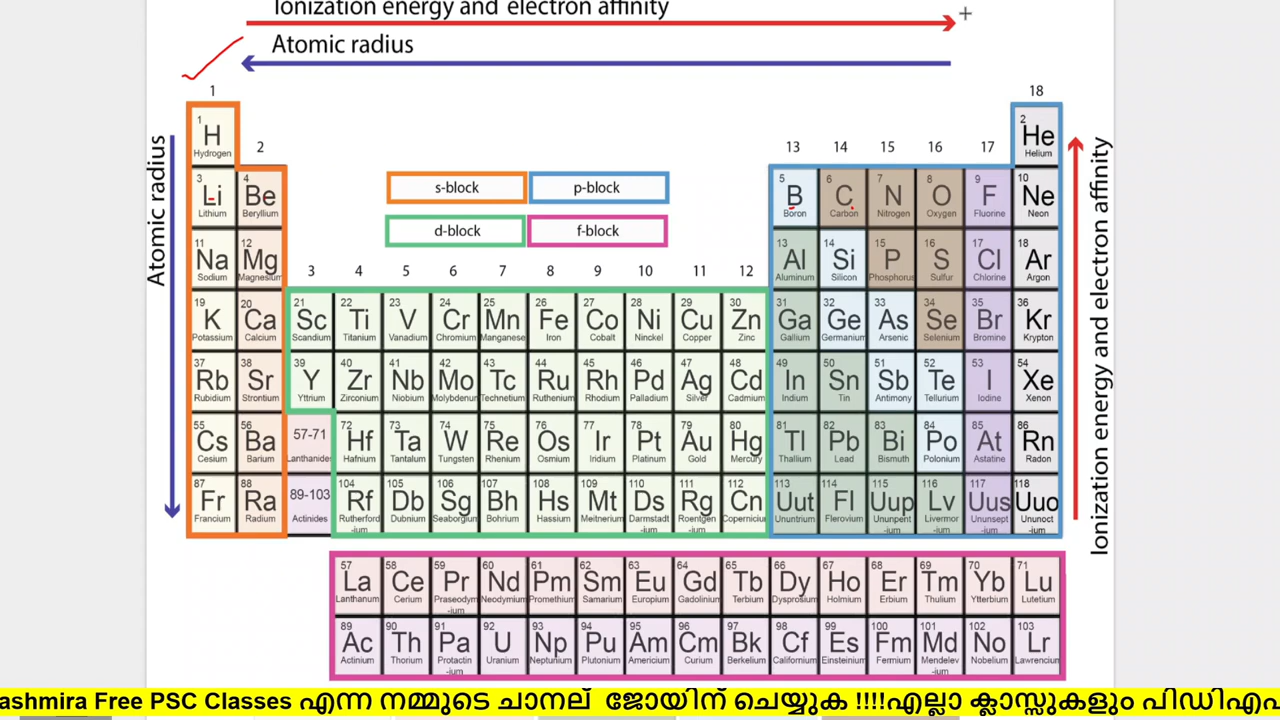 Ionization energy and electron affinity
+
Atomic radius
1
18
1 H Hydrogen
2
13 14 15 16 17
2 He Helium
Atomic radius
Ionization energy and electron affinity
3 Li Lithium
4 Be Beryllium
s-block
p-block
5 B Boron
6 C Carbon
7 N Nitrogen
8 O Oxygen
9 F Fluorine
10 Ne Neon
d-block
f-block
11 Na Sodium
12 Mg Magnesium
3 4 5 6 7 8 9 10 11 12
13 Al Aluminum
14 Si Silicon
15 P Phosphorus
16 S Sulfur
17 Cl Chlorine
18 Ar Argon
19 K Potassium
20 Ca Calcium
21 Sc Scandium
22 Ti Titanium
23 V Vanadium
24 Cr Chromium
25 Mn Manganese
26 Fe Iron
27 Co Cobalt
28 Ni Ninckel
29 Cu Copper
30 Zn Zinc
31 Ga Gallium
32 Ge Germanium
33 As Arsenic
34 Se Selenium
35 Br Bromine
36 Kr Krypton
37 Rb Rubidium
38 Sr Strontium
39 Y Yttrium
40 Zr Zirconium
41 Nb Niobium
42 Mo Molybdenum
43 Tc Technetium
44 Ru Ruthenium
45 Rh Rhodium
46 Pd Palladium
47 Ag Silver
48 Cd Cadmium
49 In Indium
50 Sn Tin
51 Sb Antimony
52 Te Tellurium
53 I Iodine
54 Xe Xenon
55 Cs Cesium
56 Ba Barium
57-71 Lanthanides
72 Hf Hafnium
73 Ta Tantalum
74 W Tungsten
75 Re Rhenium
76 Os Osmium
77 Ir Iridium
78 Pt Platinum
79 Au Gold
80 Hg Mercury
81 Tl Thallium
82 Pb Lead
83 Bi Bismuth
84 Po Polonium
85 At Astatine
86 Rn Radon
87 Fr Francium
88 Ra Radium
89-103 Actinides
104 Rf Rutherford-ium
105 Db Dubnium
106 Sg Seaborgium
107 Bh Bohrium
108 Hs Hassium
109 Mt Meitnerium
110 Ds Darmstadt-ium
111 Rg Roentgen-ium
112 Cn Copernicium
113 Uut Ununtrium
114 Fl Flerovium
115 Uup Ununpent-ium
116 Lv Livermor-ium
117 Uus Ununsept-ium
118 Uuo Ununoct-ium
57 La Lanthanum
58 Ce Cerium
59 Pr Praseodym-ium
60 Nd Neodymium
61 Pm Promethium
62 Sm Samarium
63 Eu Europium
64 Gd Gadolinium
65 Tb Terbium
66 Dy Dysprosium
67 Ho Holmium
68 Er Erbium
69 Tm Thulium
70 Yb Ytterbium
71 Lu Lutetium
89 Ac Actinium
90 Th Thorium
91 Pa Protactin-ium
92 U Uranium
93 Np Neptunium
94 Pu Plutonium
95 Am Americium
96 Cm Curium
97 Bk Berkelium
98 Cf Californium
99 Es Einsteinium
100 Fm Fermium
101 Md Mendelev-ium
102 No Nobelium
103 Lr Lawrencium
ashmira Free PSC Classes എന്ന നമ്മുടെ ചാനല് ജോയിന് ചെയ്യുക !!!!എല്ലാ ക്ലാസ്സുകളും പിഡിഎഫ